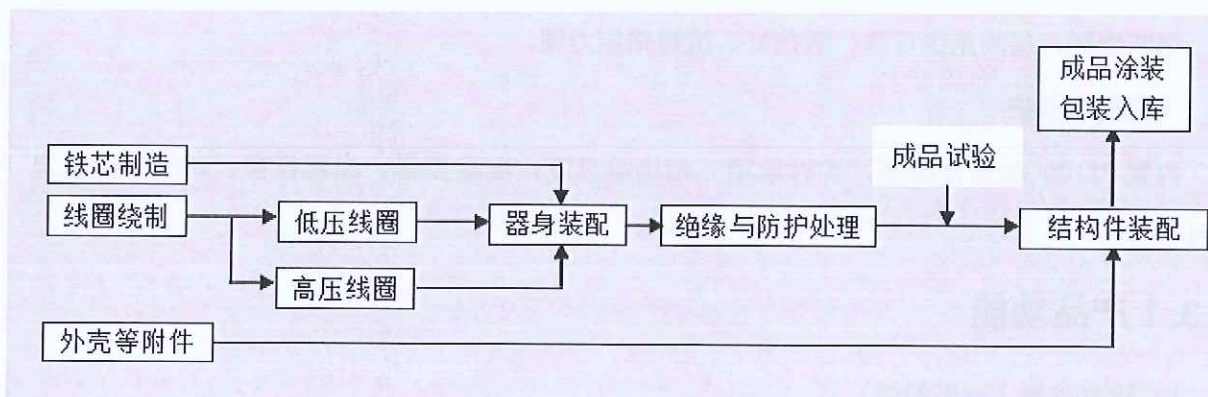 成品涂装
包装入库
铁芯制造
成品试验
线圈绕制
低压线圈
器身装配
绝缘与防护处理
结构件装配
高压线圈
外壳等附件